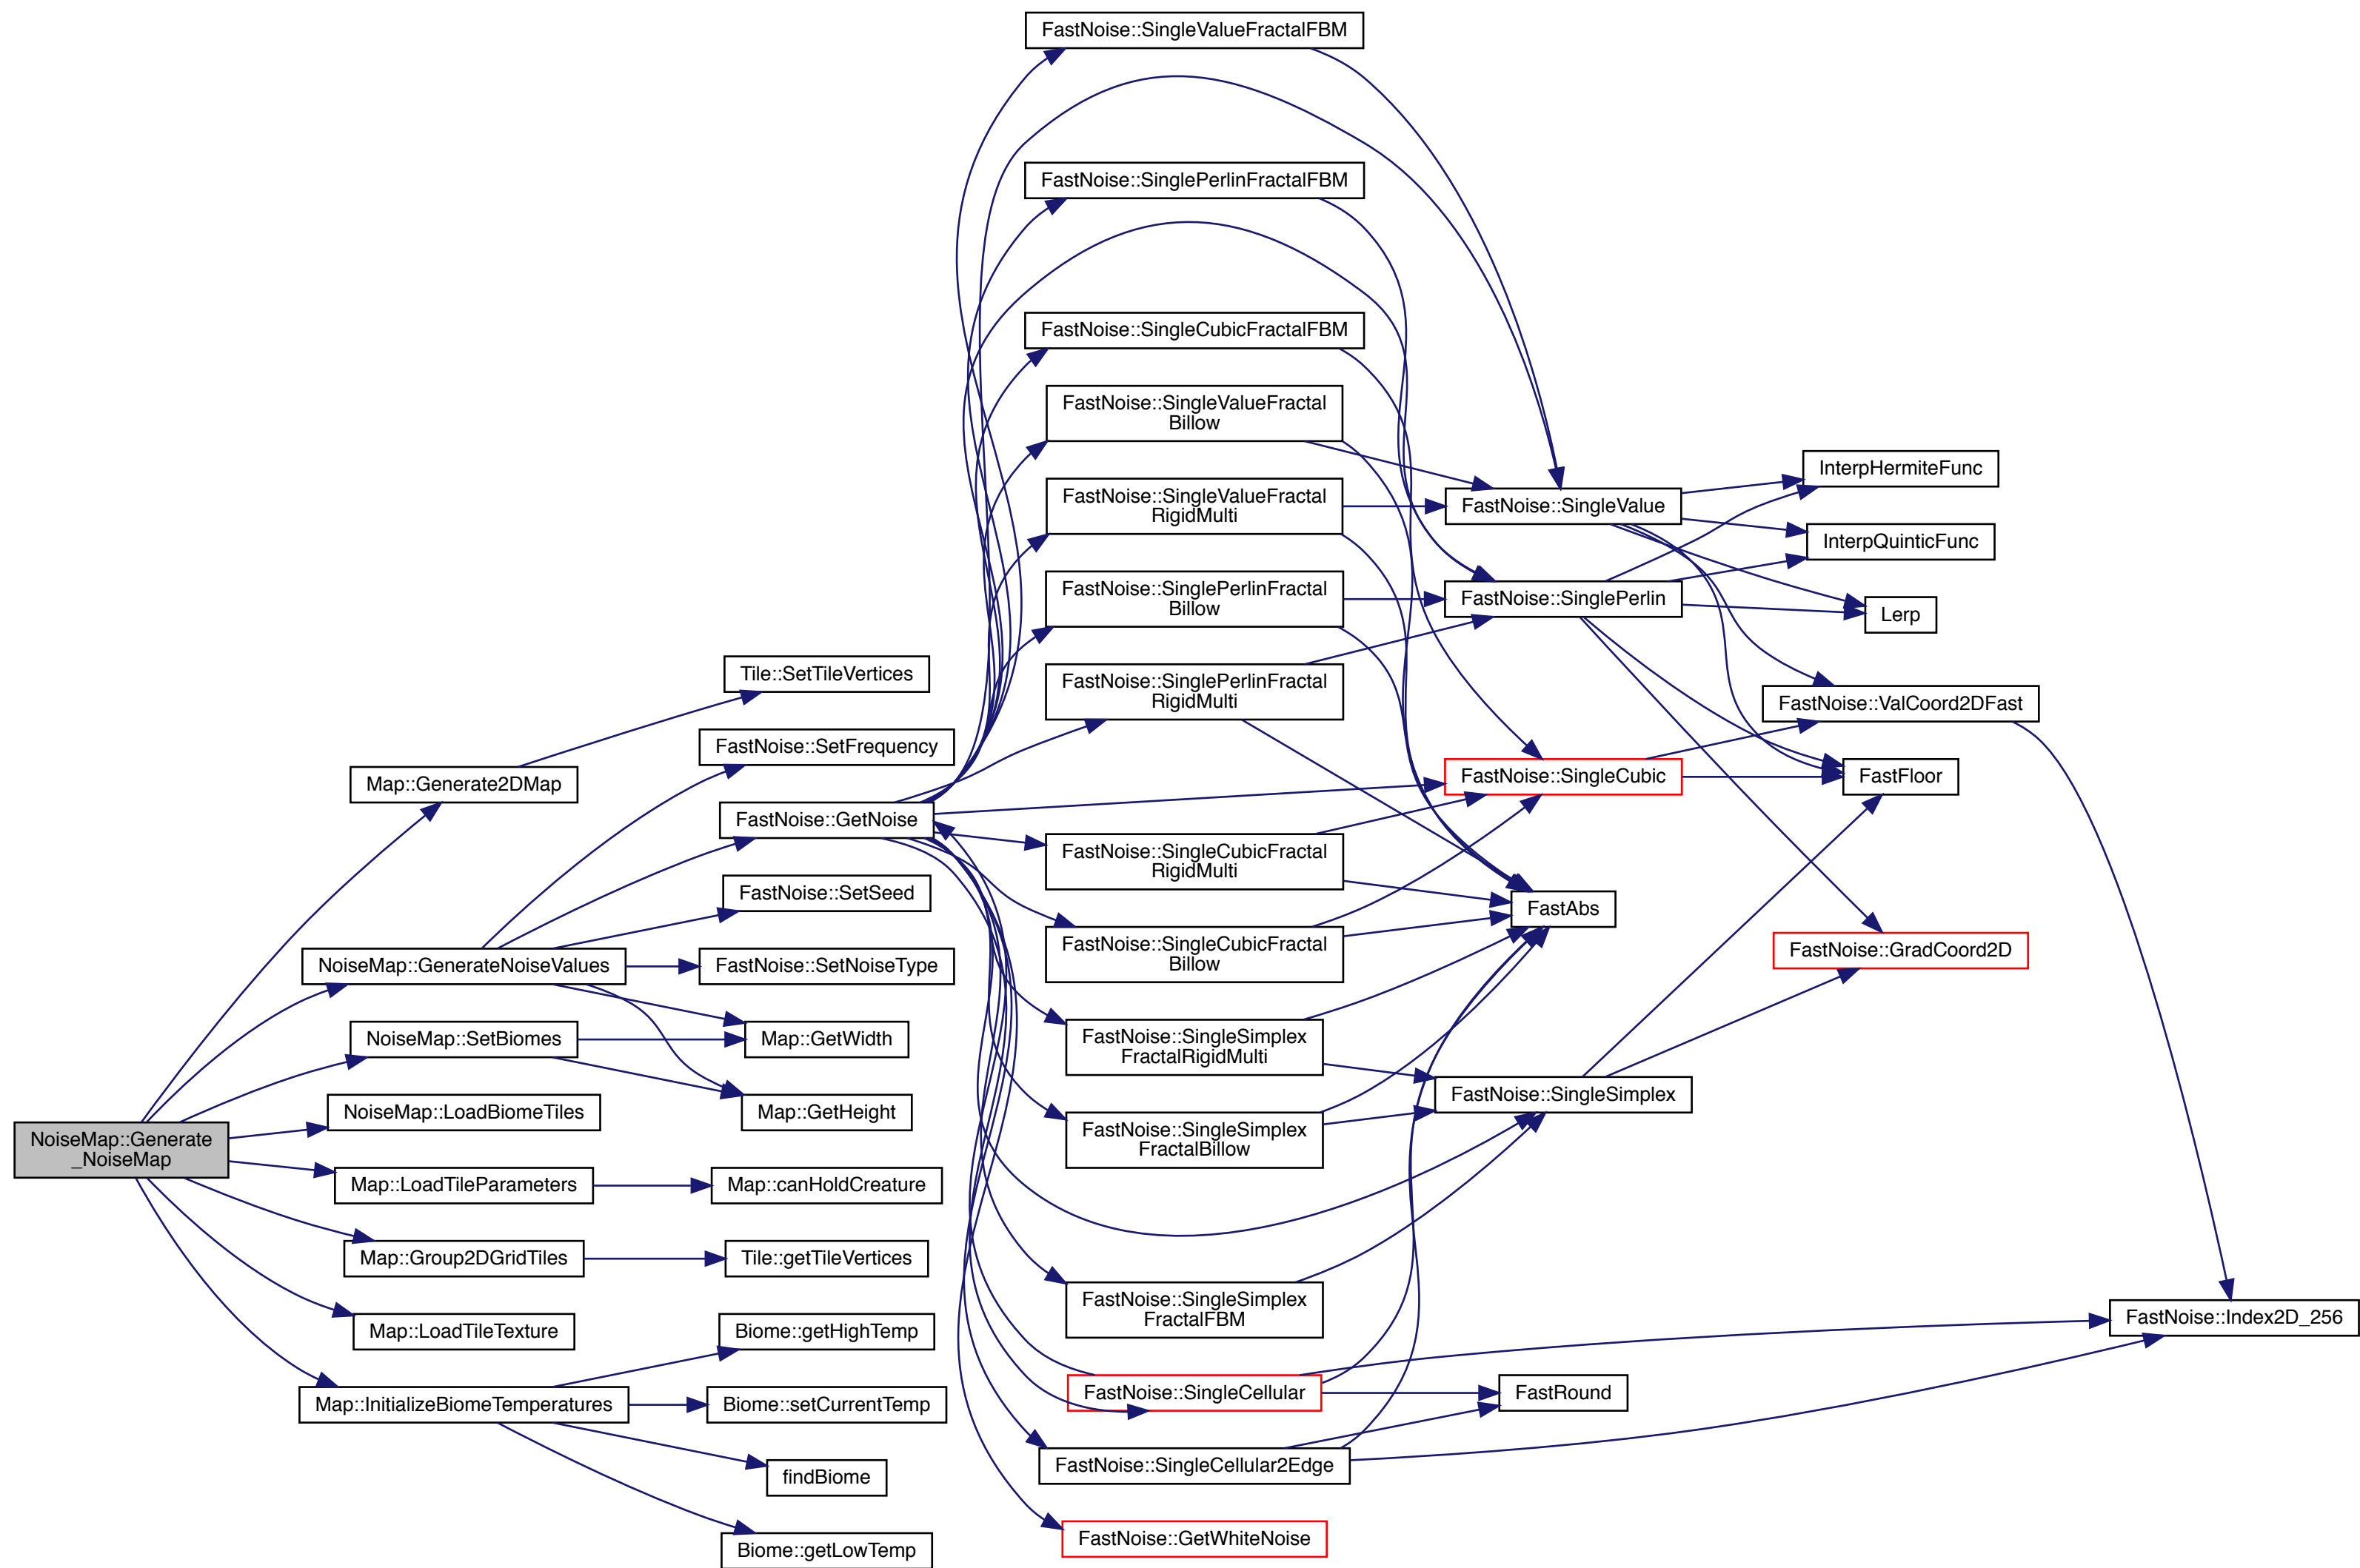 FastNoise::SingleValueFractalFBM
FastNoise::SinglePerlinFractalFBM
FastNoise::SingleCubicFractalFBM
FastNoise::SingleValueFractal
Billow
InterpHermiteFunc
FastNoise::SingleValueFractal
RigidMulti
FastNoise::SingleValue
InterpQuinticFunc
FastNoise::SinglePerlinFractal
Billow
FastNoise::SinglePerlin
Lerp
Tile::SetTileVertices
FastNoise::SinglePerlinFractal
RigidMulti
FastNoise::ValCoord2DFast
FastNoise::SetFrequency
Map::Generate2DMap
FastNoise::SingleCubic
FastFloor
FastNoise::GetNoise
FastNoise::SingleCubicFractal
RigidMulti
FastNoise::SetSeed
FastAbs
NoiseMap::GenerateNoiseValues
FastNoise::SetNoiseType
FastNoise::SingleCubicFractal
Billow
FastNoise::GradCoord2D
NoiseMap::SetBiomes
Map::GetWidth
FastNoise::SingleSimplex
FractalRigidMulti
NoiseMap::LoadBiomeTiles
Map::GetHeight
FastNoise::SingleSimplex
NoiseMap::Generate
_NoiseMap
FastNoise::SingleSimplex
FractalBillow
Map::LoadTileParameters
Map::canHoldCreature
Map::Group2DGridTiles
Tile::getTileVertices
FastNoise::SingleSimplex
FractalFBM
FastNoise::Index2D_256
Map::LoadTileTexture
Biome::getHighTemp
Map::InitializeBiomeTemperatures
Biome::setCurrentTemp
FastNoise::SingleCellular
FastRound
findBiome
FastNoise::SingleCellular2Edge
Biome::getLowTemp
FastNoise::GetWhiteNoise